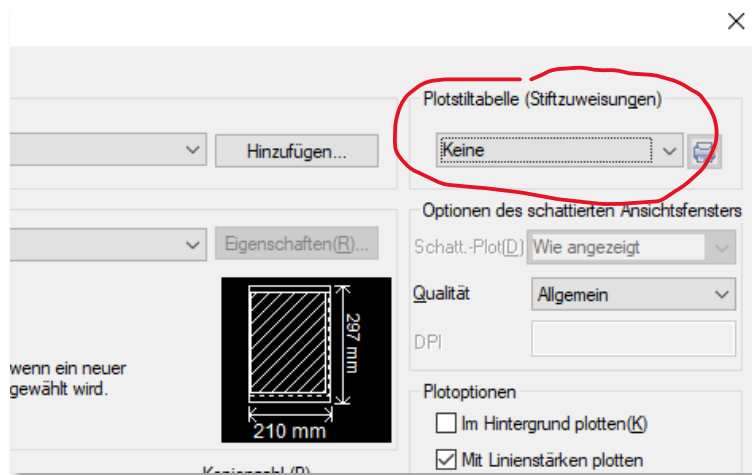 Plotstiltabelle (Stiftzuweisungen)
Hinzufügen...
Keine
Optionen des schattierten Ansichtsfensters
Eigenschaften(R)...
Schatt.-Plot(D)
Wie angezeigt
Qualität
Allgemein
DPI
297 mm
210 mm
wenn ein neuer
gewählt wird.
Plotoptionen
Im Hintergrund plotten(K)
Mit Linienstärken plotten